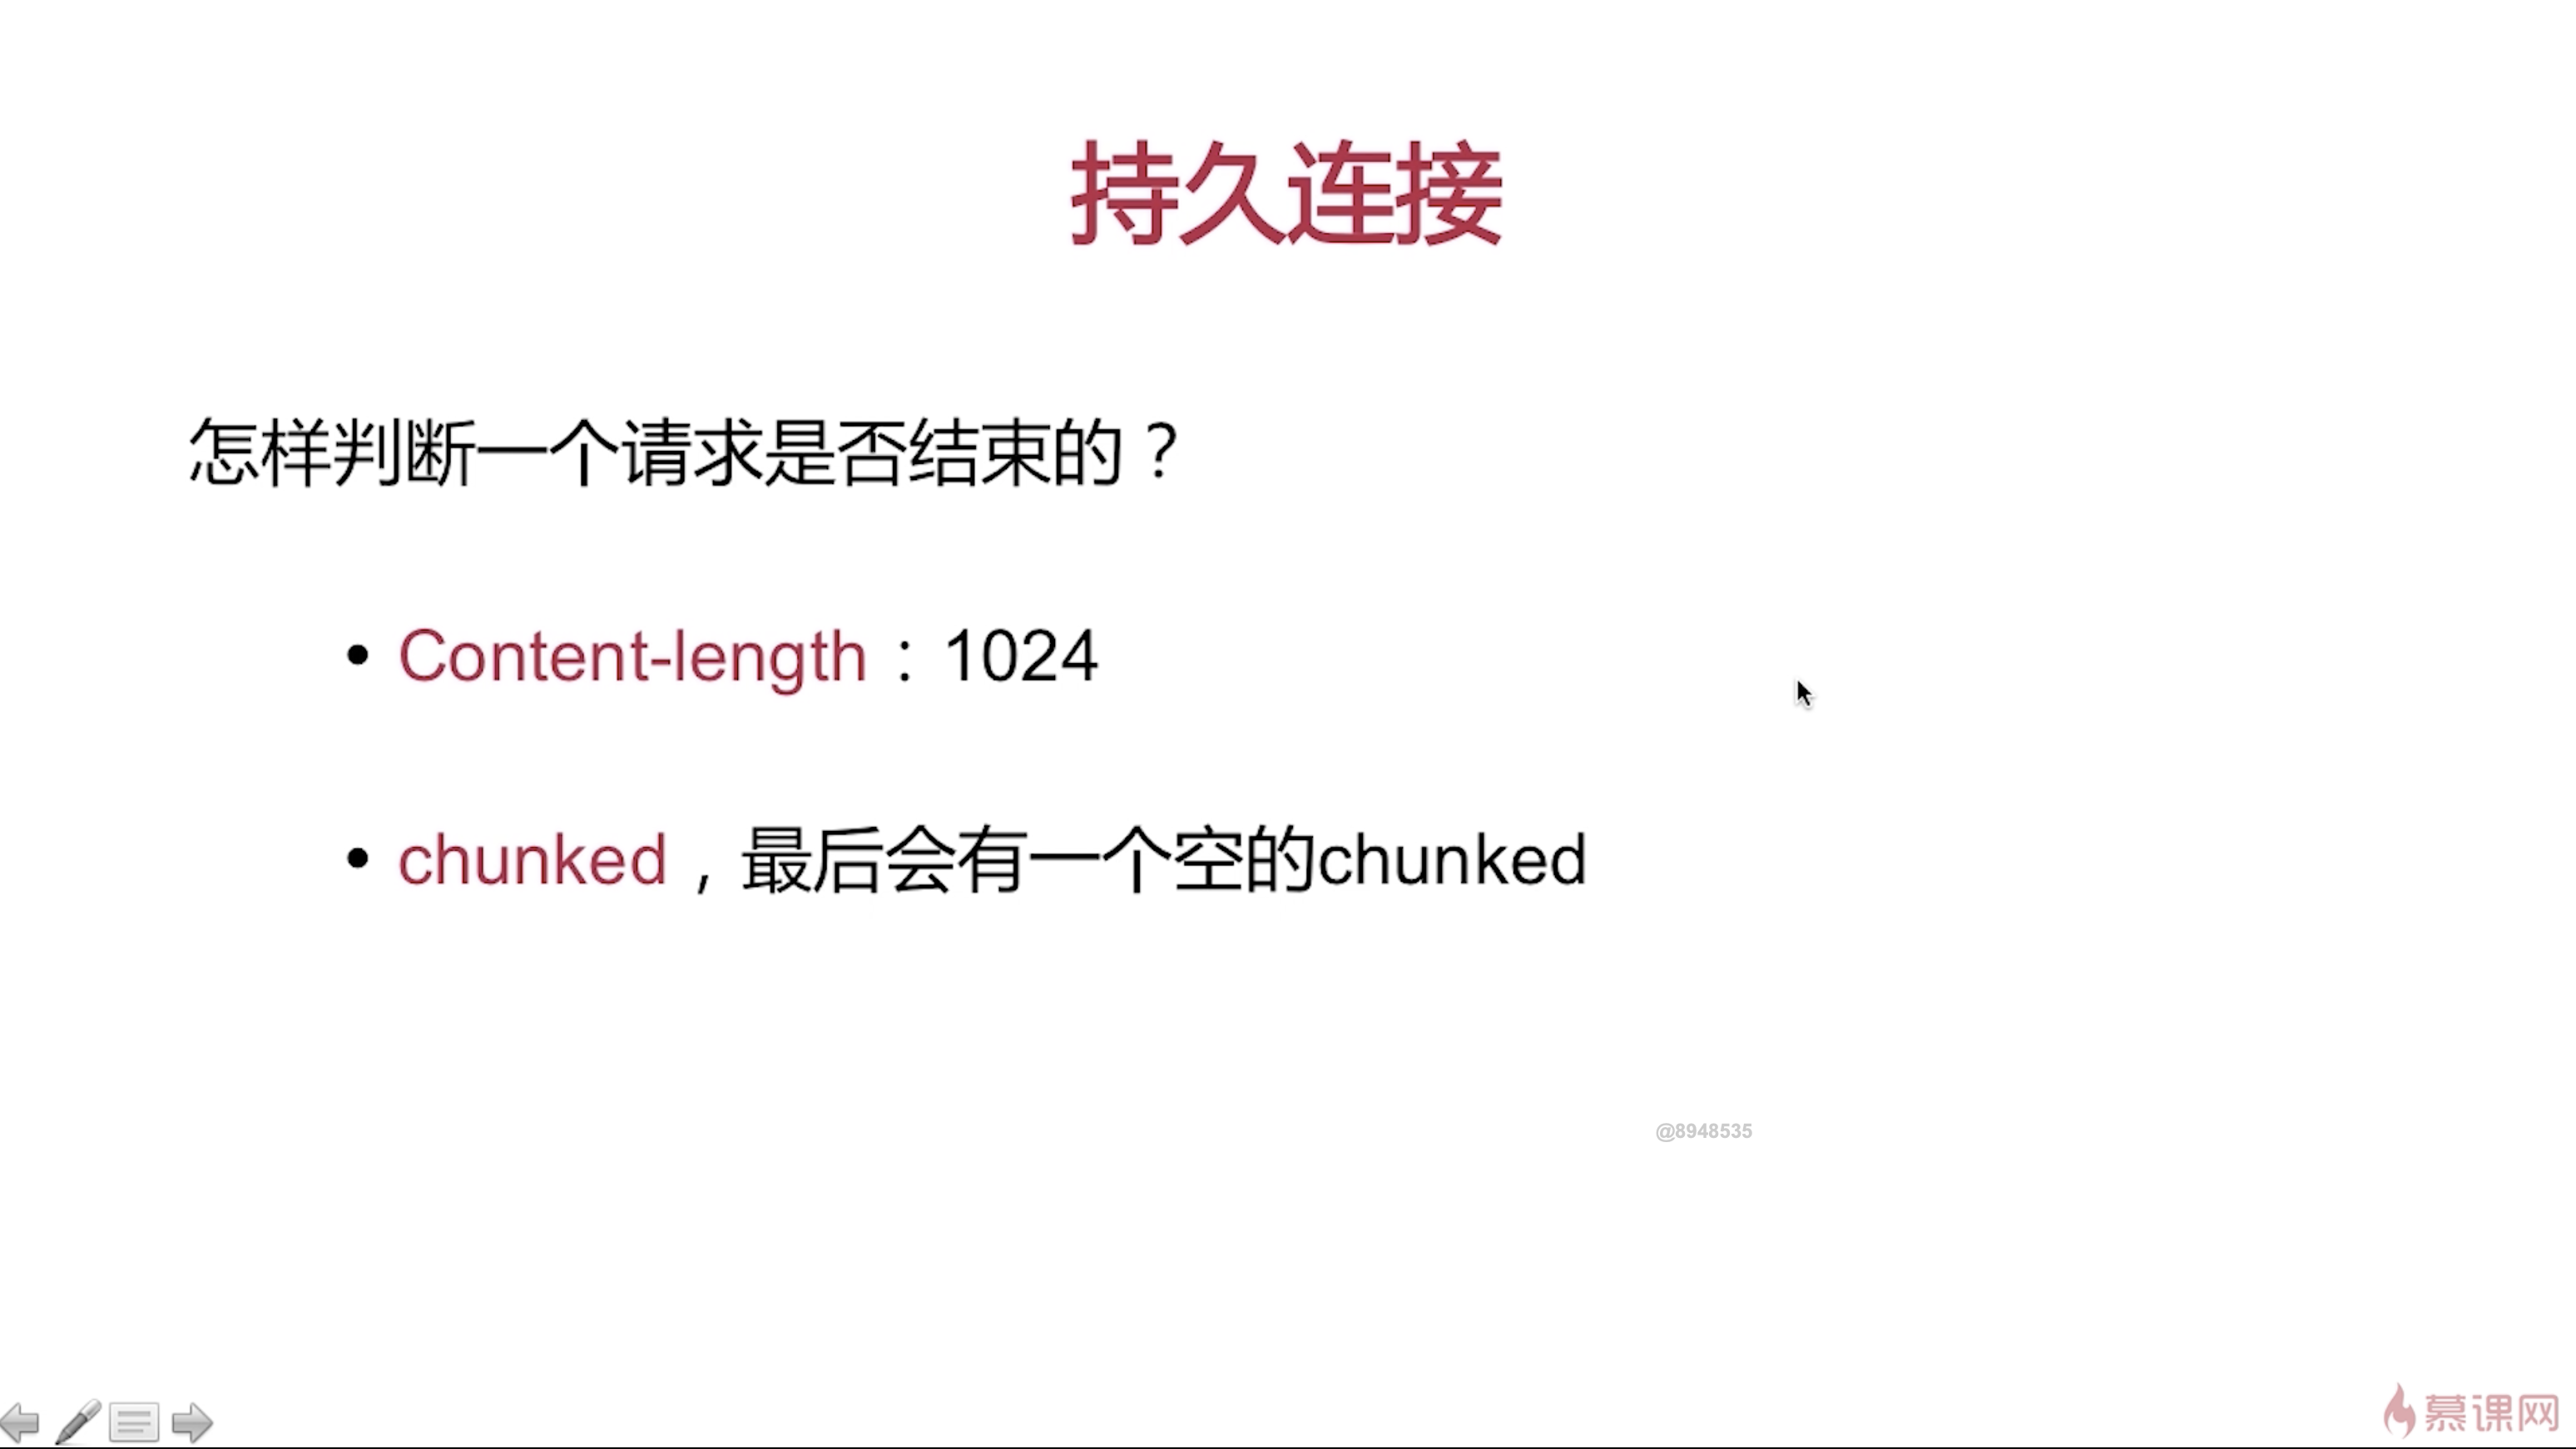 持久连接
怎样判断一个请求是否结束的？
• Content-length：1024
• chunked，最后会有一个空的chunked
@8948535
慕课网